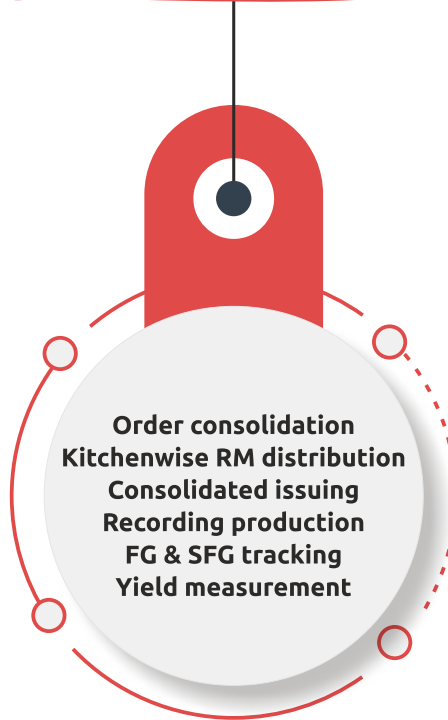 Order consolidation
Kitchenwise RM distribution
Consolidated issuing
Recording production
FG & SFG tracking
Yield measurement